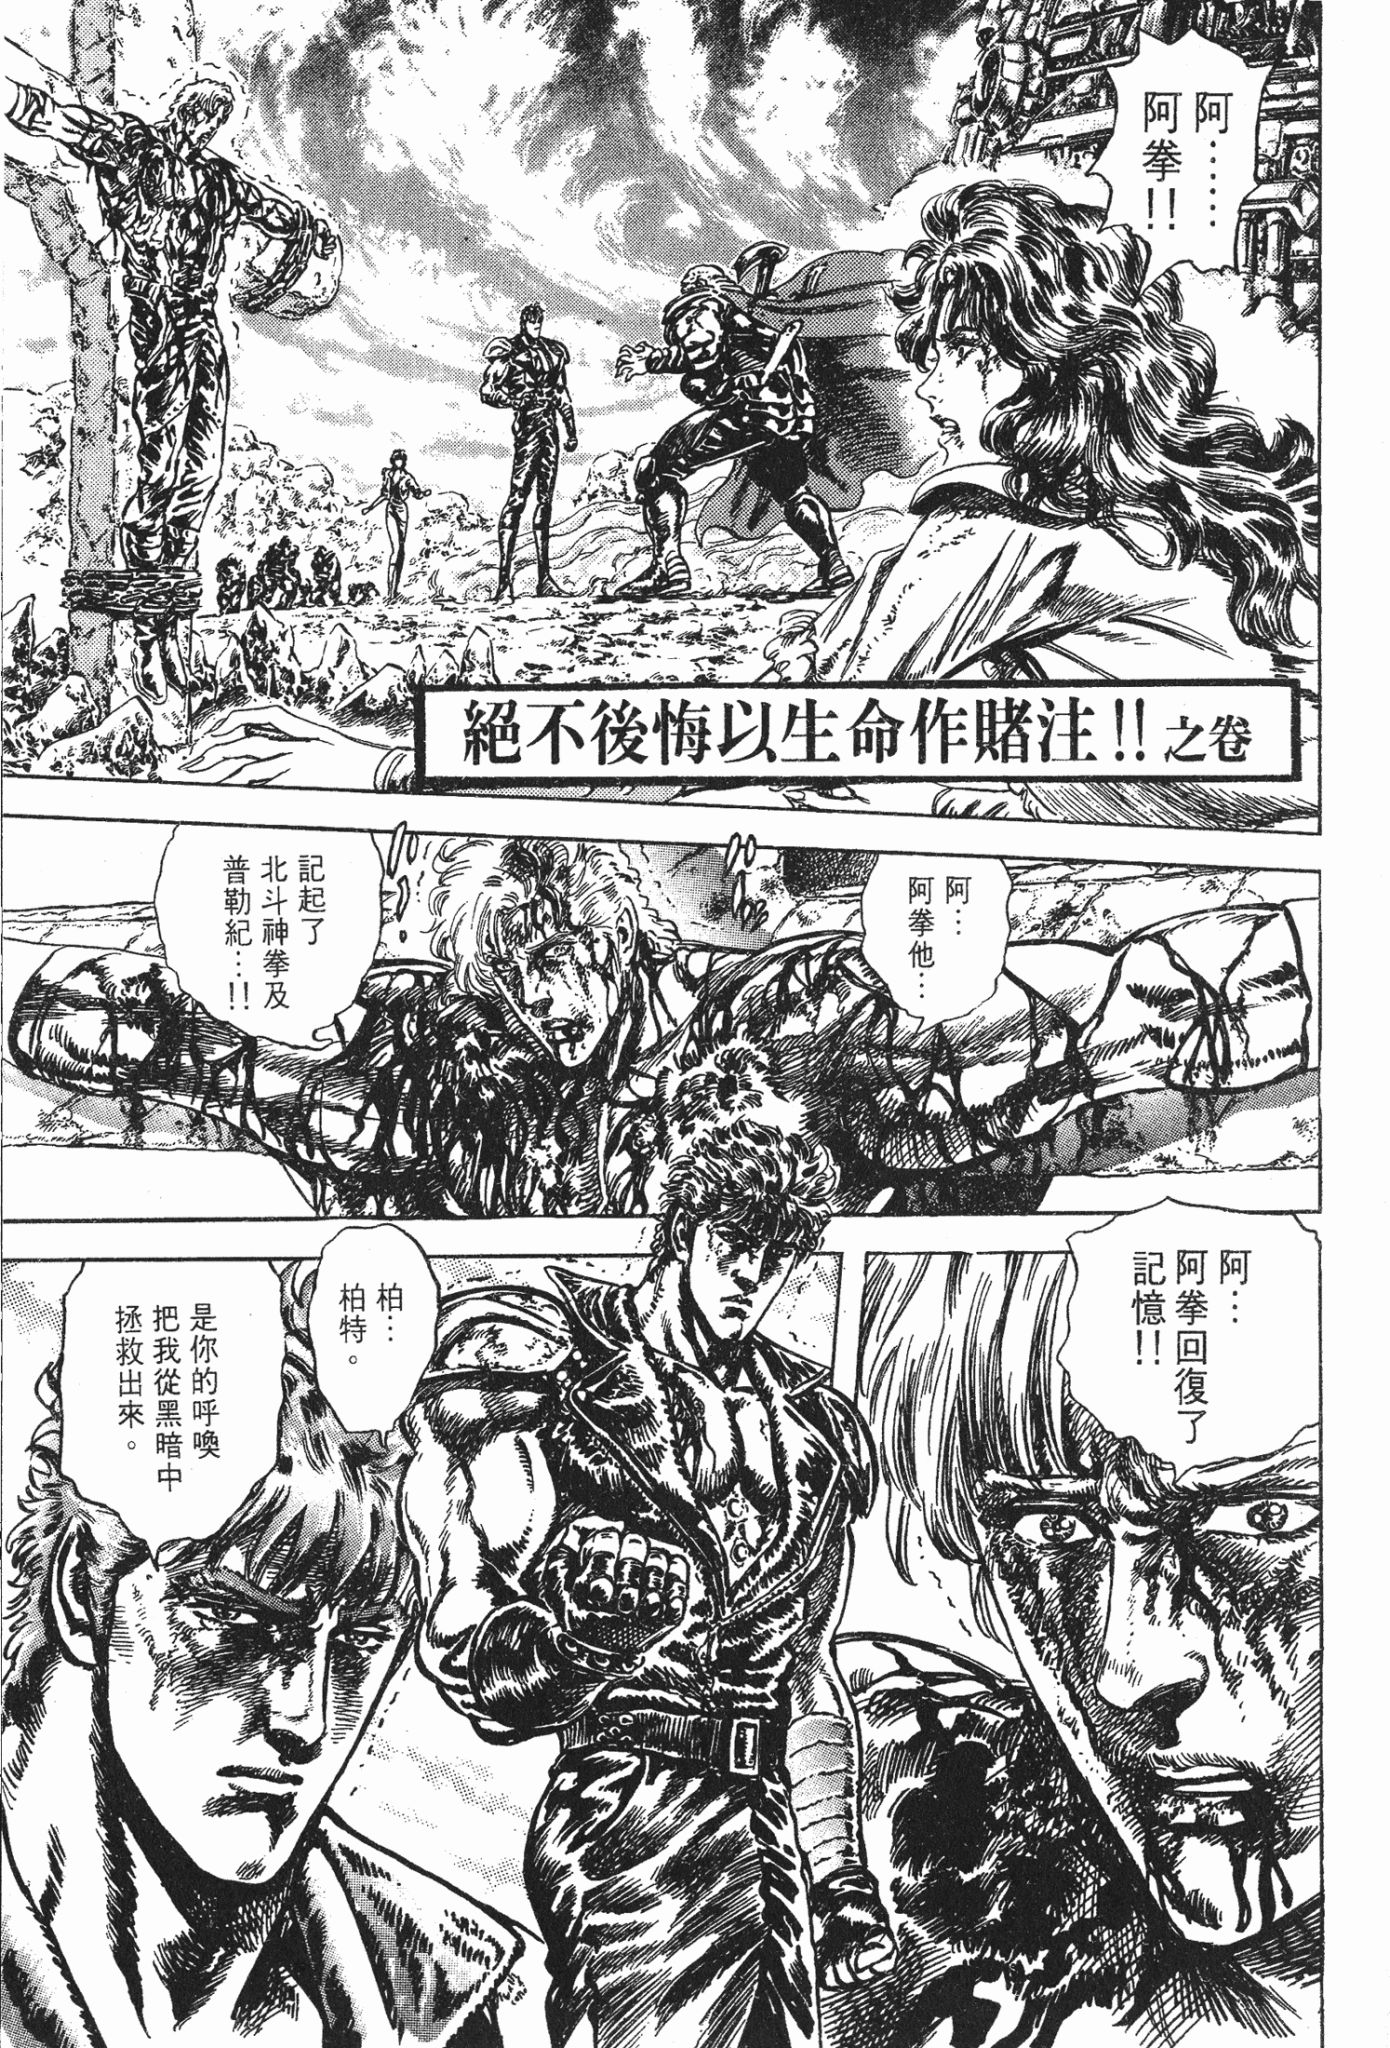 阿⋯⋯
阿拳!!
絕不後悔以生命作賭注!!之卷
阿⋯
阿拳他⋯
記起了
北斗神拳及
普勒紀⋯!!
阿⋯
阿拳回復了
記憶!!
柏⋯
柏特。
是你的呼喚
把我從黑暗中
拯救出來。